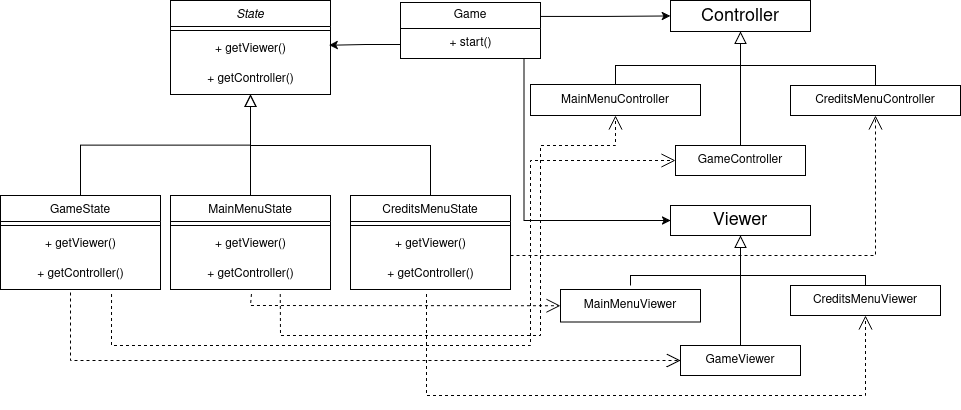 State
+ getViewer()
+ getController()
Game
+ start()
Controller
MainMenuController
CreditsMenuController
GameController
GameState
+ getViewer()
+ getController()
MainMenuState
+ getViewer()
+ getController()
CreditsMenuState
+ getViewer()
+ getController()
Viewer
MainMenuViewer
CreditsMenuViewer
GameViewer